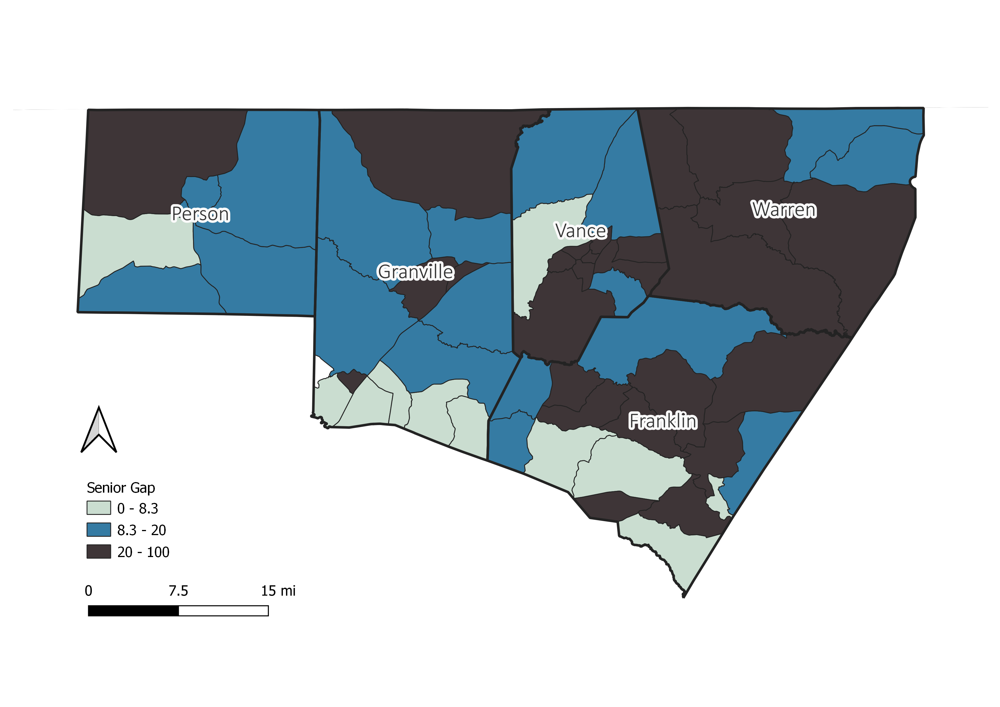 Person
Warren
Vance
Granville
Franklin
Senior Gap
0 - 8.3
8.3 - 20
20 - 100
0 7.5 15 mi